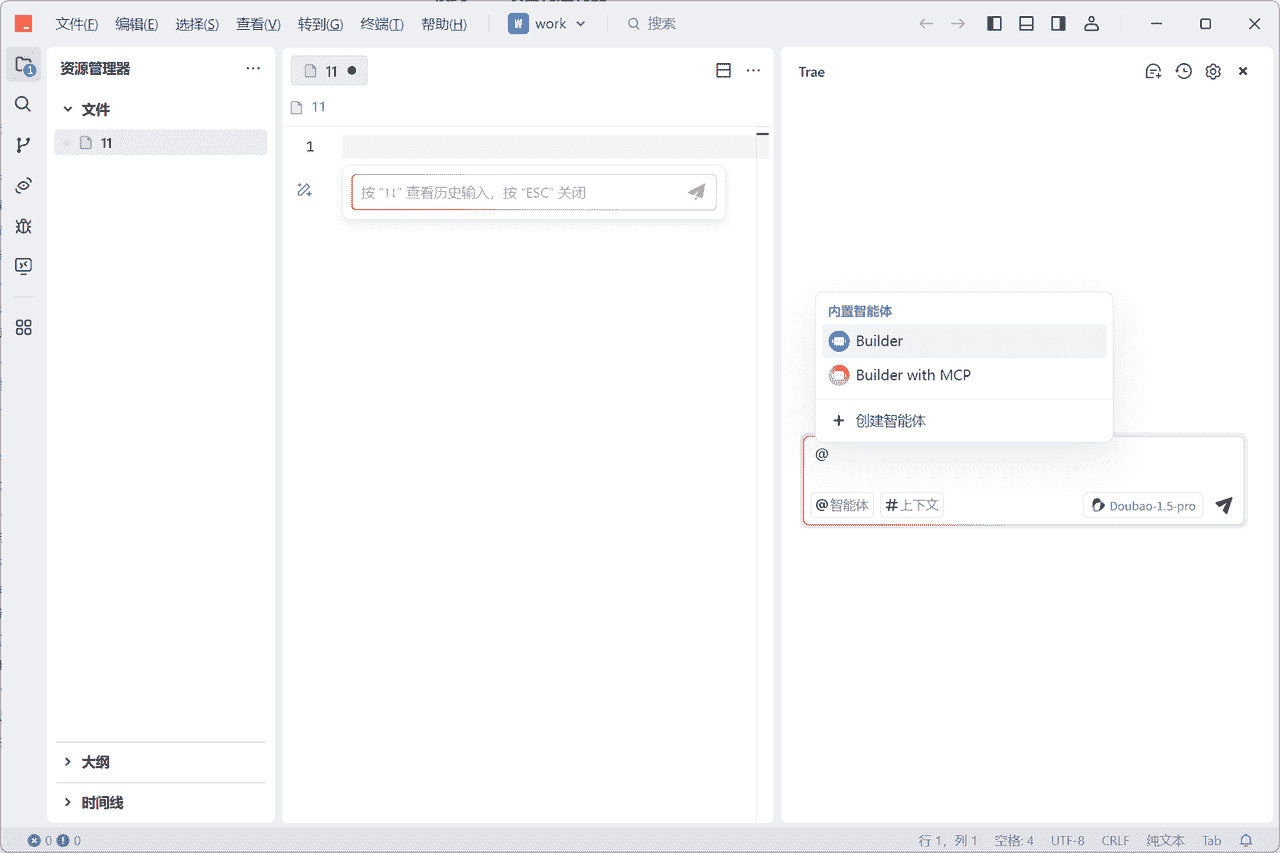 文件(F) 编辑(E) 选择(S) 查看(V) 转到(G) 终端(T) 帮助(H) W work 搜索
1
资源管理器
文件
11
大纲
时间线
11
11
1
按 “↑↓” 查看历史输入，按 “ESC” 关闭
Trae
内置智能体
Builder
Builder with MCP
+ 创建智能体
@
@智能体 #上下文 Doubao-1.5-pro
0 0 行 1，列 1 空格: 4 UTF-8 CRLF 纯文本 Tab